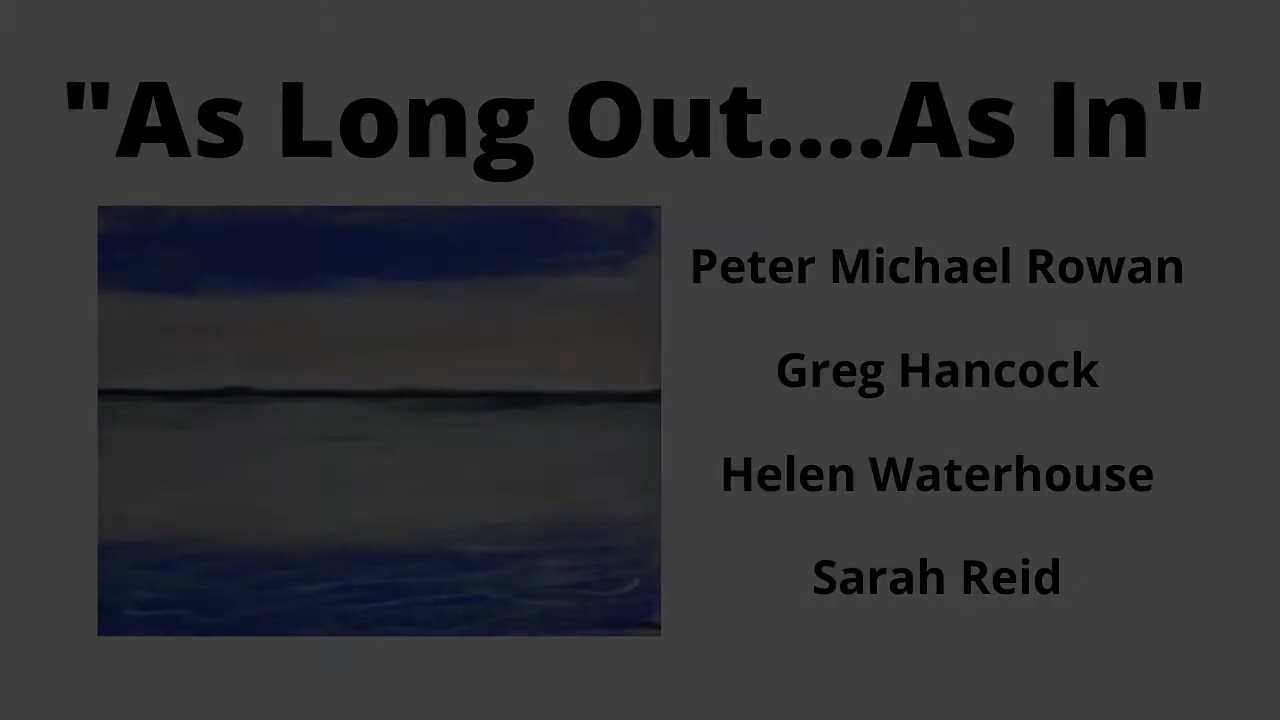 "As Long Out....As In"
Peter Michael Rowan
Greg Hancock
Helen Waterhouse
Sarah Reid